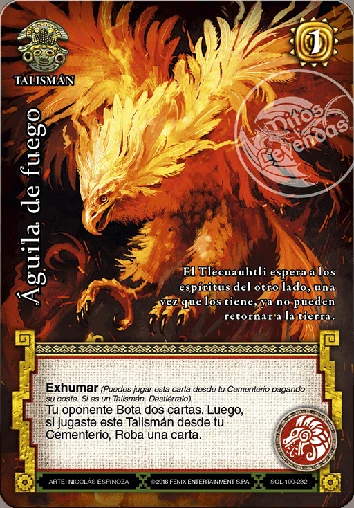 1
TALISMÁN
Mitos
y
Leyendas
Águila de fuego
El Tlecuauhtli espera a los
espíritus del otro lado, una
vez que los tiene, ya no pueden
retornar a la tierra.
Exhumar (Puedes jugar esta carta desde tu Cementerio pagando
su coste. Si es un Talismán, Destiérralo).
Tu oponente Bota dos cartas. Luego,
si jugaste este Talismán desde tu
Cementerio, Roba una carta.
ARTE: NICOLÁS ESPINOZA ©2018 FÉNIX ENTERTAINMENT S.P.A.